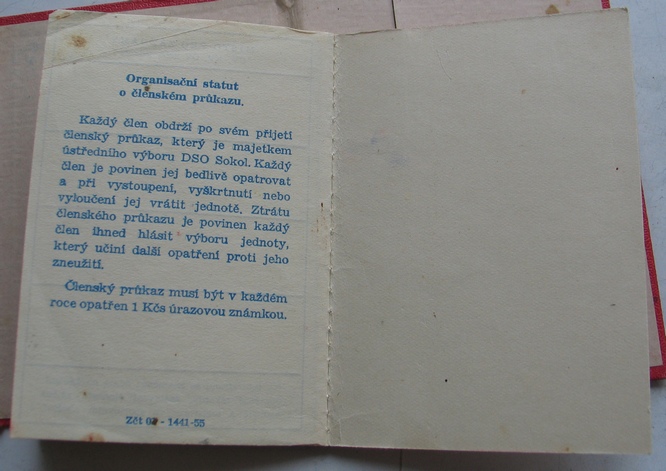 Organisační statut
o členském průkazu.
Každý člen obdrží po svém přijetí
členský průkaz, který je majetkem
ústředního výboru DSO Sokol. Každý
člen je povinen jej bedlivě opatrovat
a při vystoupení, vyškrtnutí nebo
vyloučení jej vrátit jednotě. Ztrátu
členského průkazu je povinen každý
člen ihned hlásit výboru jednoty,
který učiní další opatření proti jeho
zneužití.
Členský průkaz musí být v každém
roce opatřen 1 Kčs úrazovou známkou.
- 1441-55